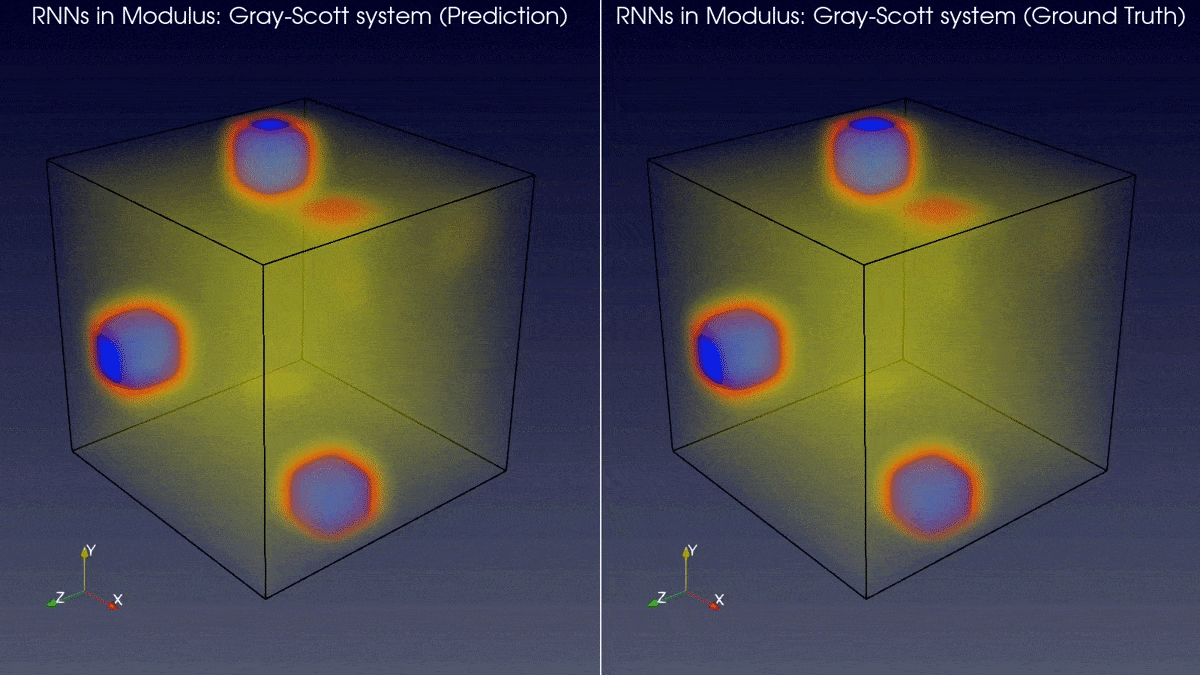 RNNs in Modulus: Gray-Scott system (Prediction)
RNNs in Modulus: Gray-Scott system (Ground Truth)
Y
Z
X
Y
Z
X